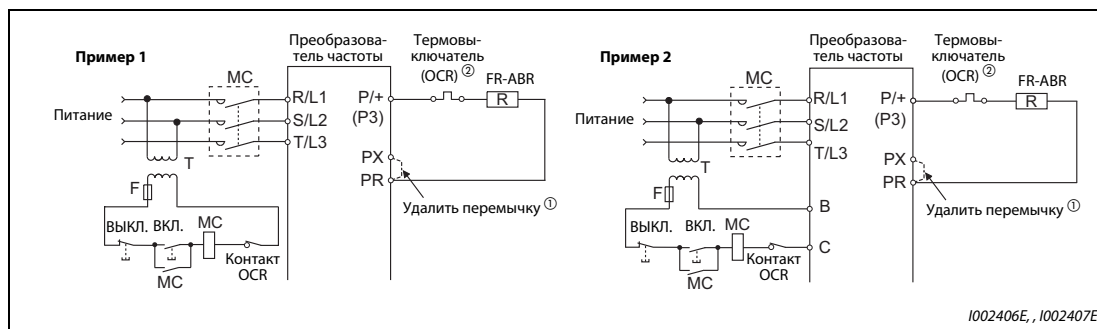 Пример 1
Преобразова-
тель частоты
Термовы-
ключатель
(OCR) ②
FR-ABR
MC
R/L1
P/+
R
Питание
S/L2
(P3)
T/L3
T
PX
PR
F
Удалить перемычку ①
ВЫКЛ.
ВКЛ.
MC
Контакт
OCR
MC
Пример 2
Преобразова-
тель частоты
Термовы-
ключатель
(OCR) ②
FR-ABR
MC
R/L1
P/+
R
Питание
S/L2
(P3)
T/L3
T
PX
PR
F
B
Удалить перемычку ①
ВЫКЛ.
ВКЛ.
MC
C
Контакт
OCR
MC
I002406E, , I002407E